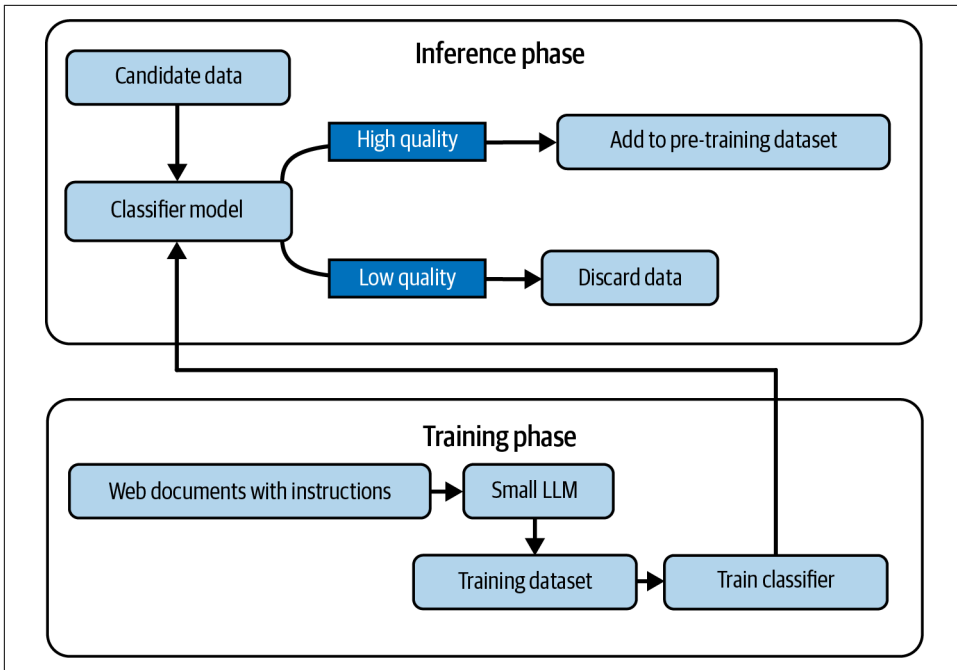 Inference phase
Candidate data
High quality
Add to pre-training dataset
Classifier model
Low quality
Discard data
Training phase
Web documents with instructions
Small LLM
Training dataset
Train classifier